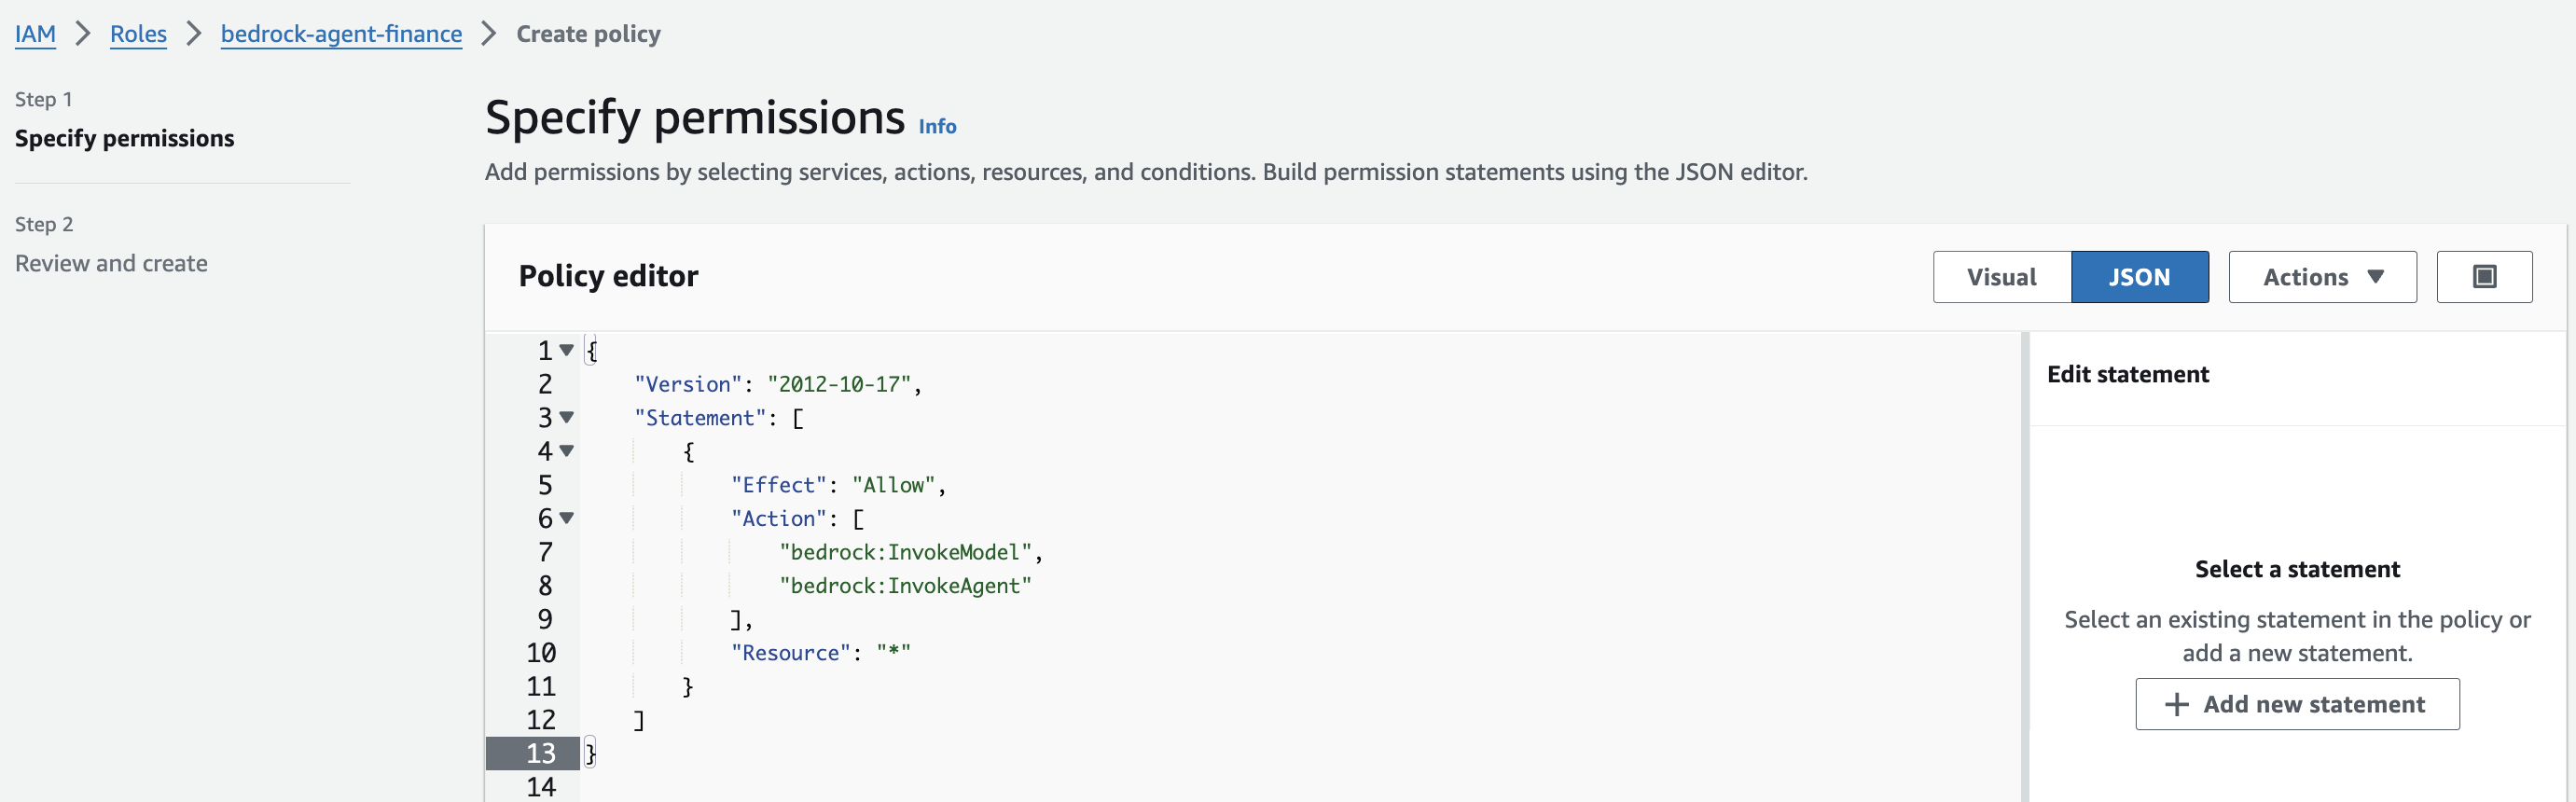 IAM > Roles > bedrock-agent-finance > Create policy
Step 1
Specify permissions
Step 2
Review and create
Specify permissions Info
Add permissions by selecting services, actions, resources, and conditions. Build permission statements using the JSON editor.
Policy editor
Visual JSON Actions
1 {
2 "Version": "2012-10-17",
3 "Statement": [
4 {
5 "Effect": "Allow",
6 "Action": [
7 "bedrock:InvokeModel",
8 "bedrock:InvokeAgent"
9 ],
10 "Resource": "*"
11 }
12 ]
13 }
14
Edit statement
Select a statement
Select an existing statement in the policy or
add a new statement.
+ Add new statement